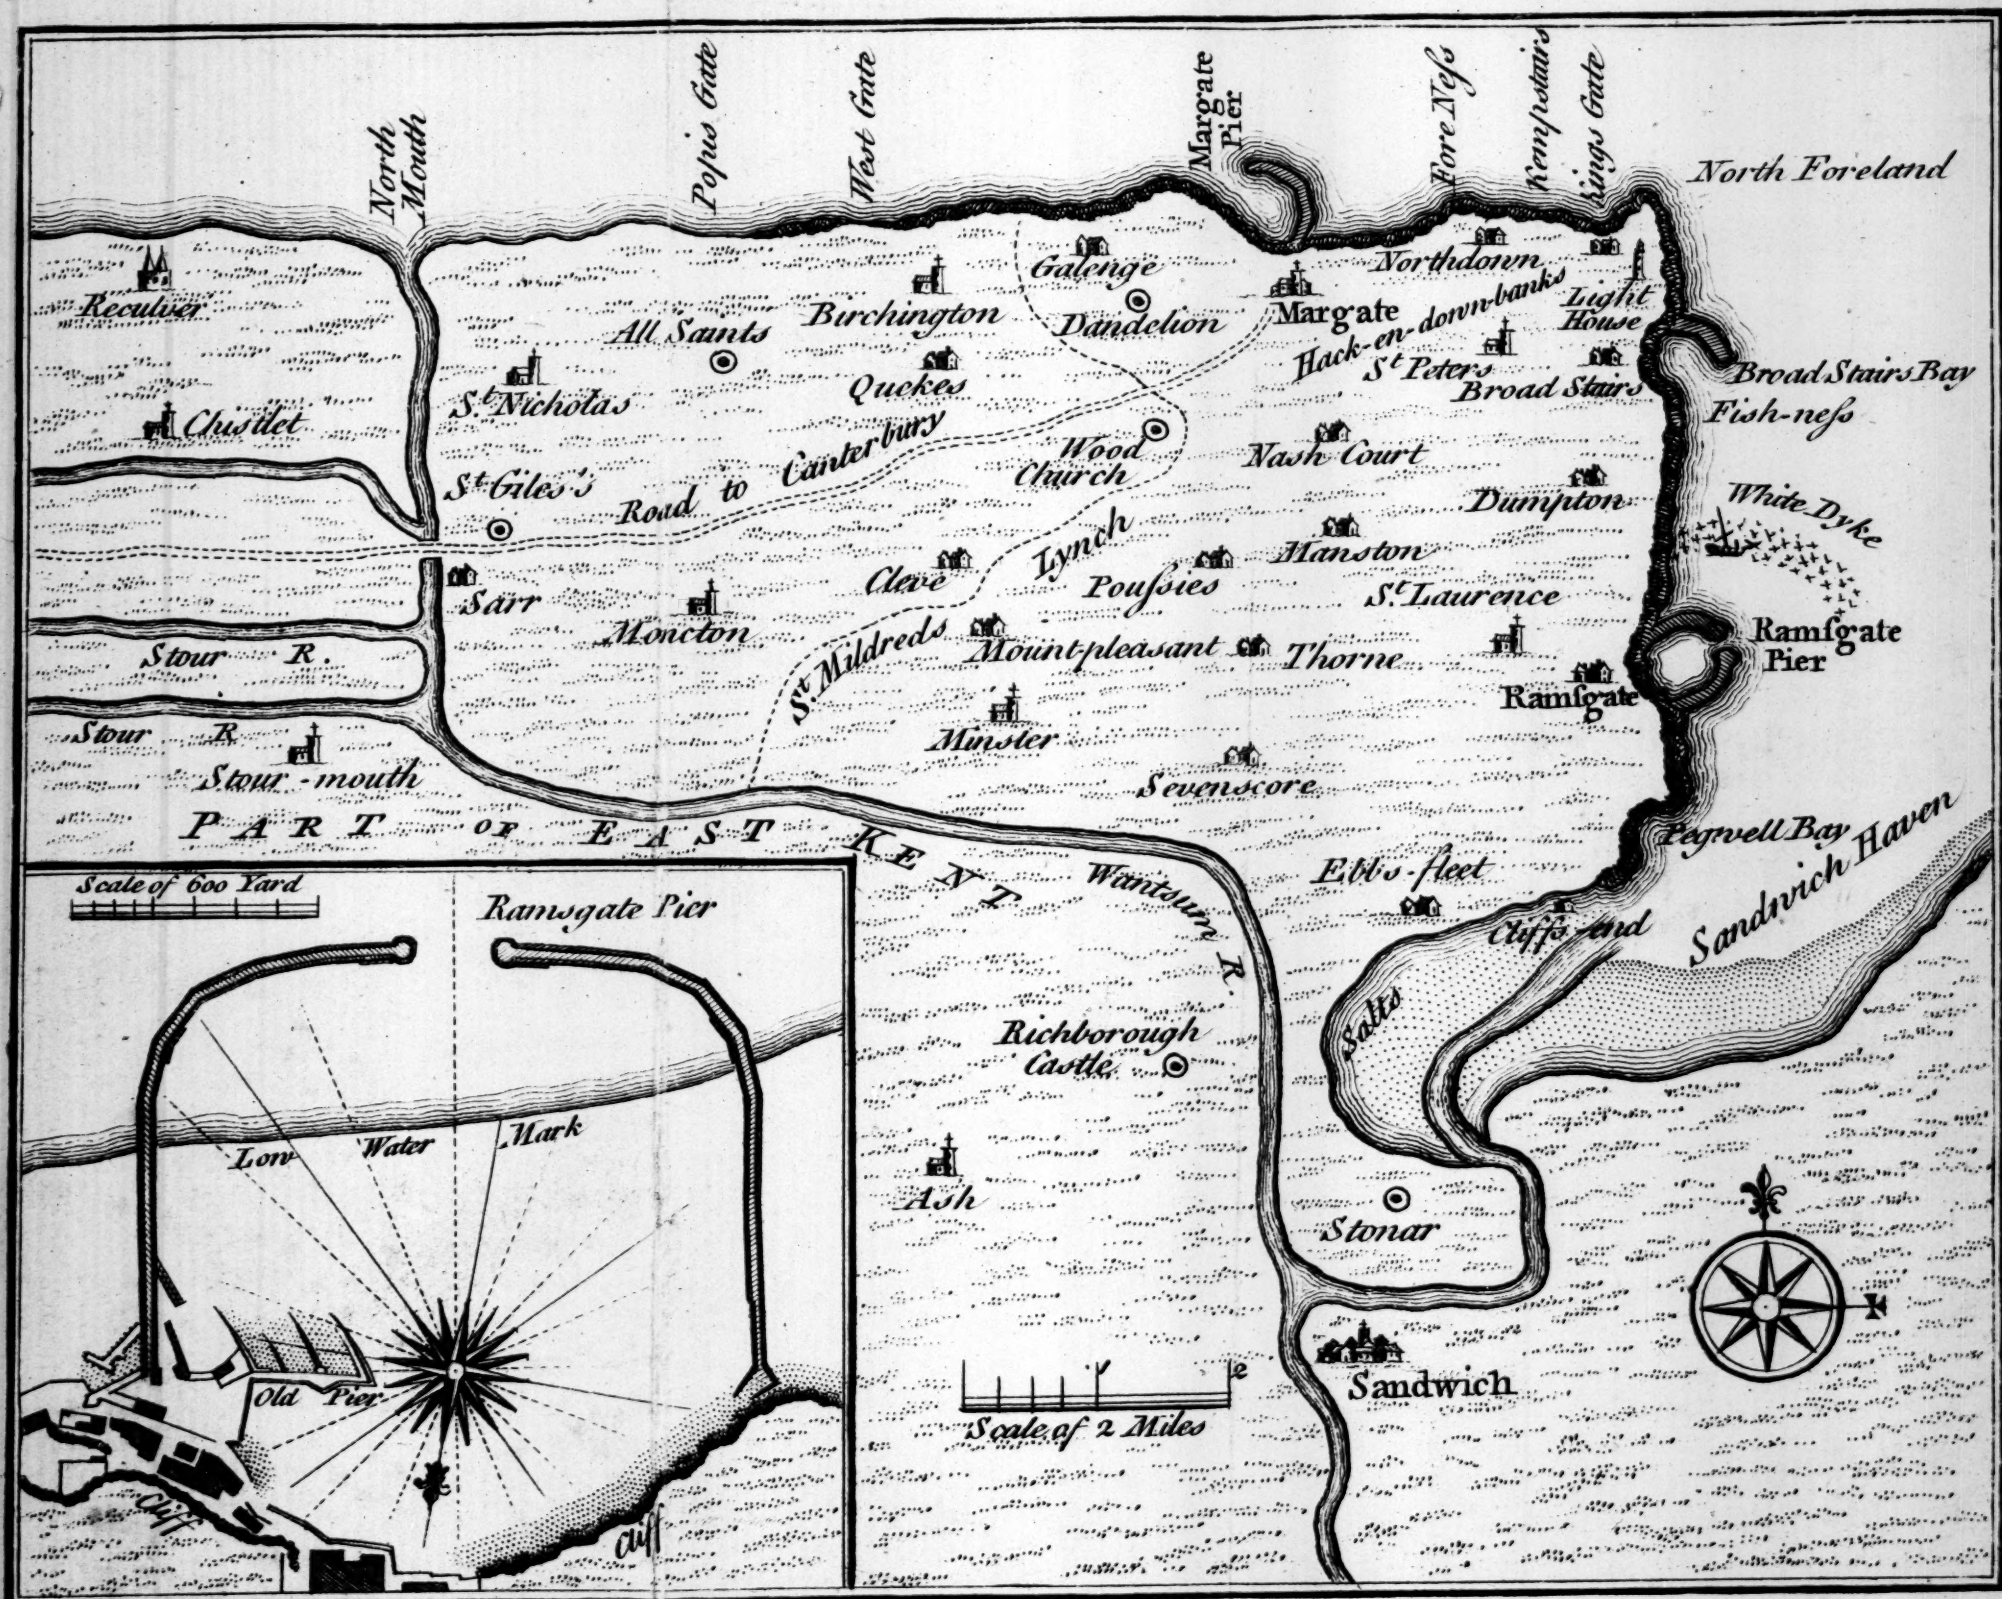 North
Mouth
Popis Gate
West Gate
Margate
Pier
Fore Neſs
Kempstairs
Kings Gate
North Foreland
Reculver
All Saints
Birchington
Galenge
Dandelion
Margate
Northdown
Hack-en-down-banks
Light
House
St Peters
Broad Stairs
Broad Stairs Bay
Fish-neſs
Chistlet
St. Nicholas
Quekes
St Giles's
Road to Canterbury
Wood
Church
Nash Court
Dumpton
White Dyke
Sarr
Moncton
Cleve
St. Mildreds Lynch
Pouſsies
Manston
St. Laurence
Mountpleasant
Thorne
Ramſgate
Ramſgate
Pier
Stour R.
Stour R
Stour-mouth
Minster
Sevenscore
PART OF EAST KENT
Pegwell Bay
Sandwich Haven
Ebbs-fleet
Cliffs-end
Wantsum R.
Salts
Richborough
Castle
Ash
Stonar
Sandwich
1 2
Scale of 2 Miles
Scale of 600 Yard
Ramsgate Pier
Low Water Mark
Old Pier
Cliff
Cliff